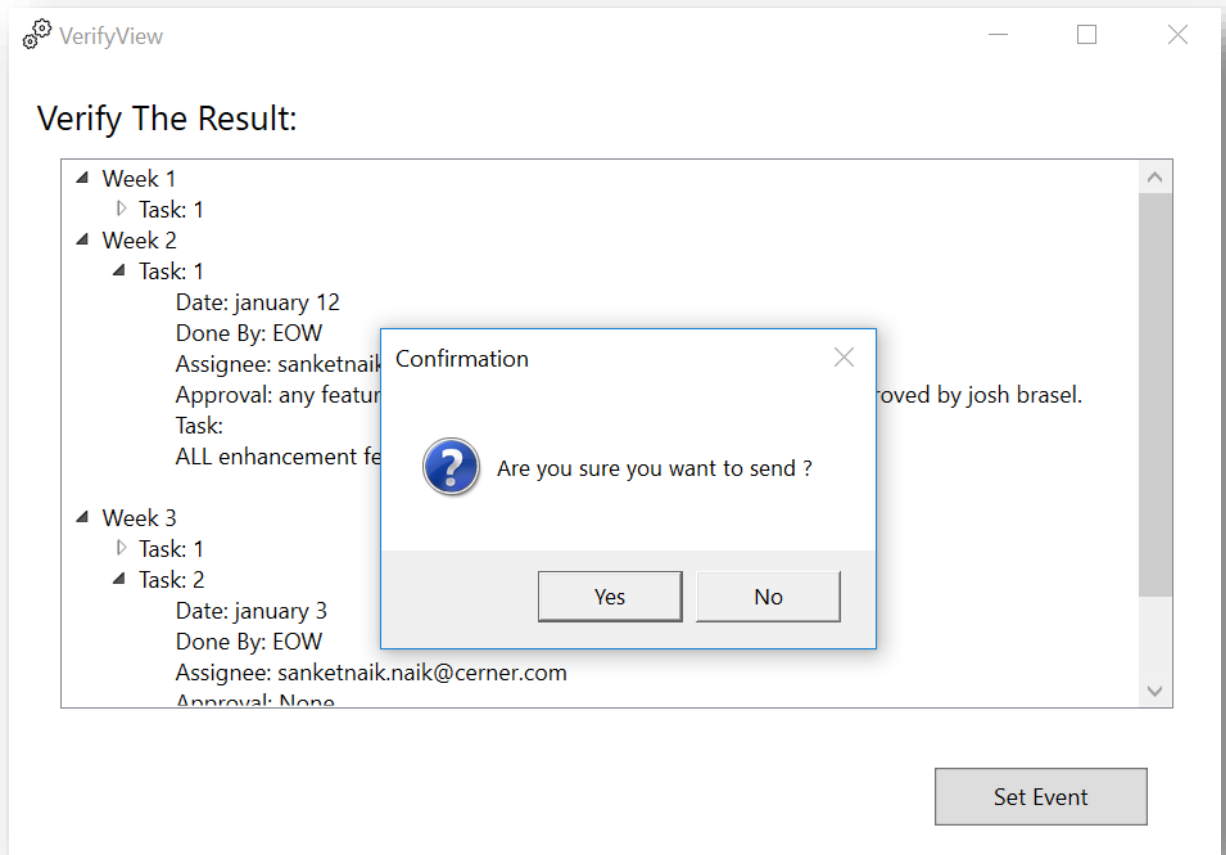 VerifyView
Verify The Result:
Week 1
Task: 1
Week 2
Task: 1
Date: january 12
Done By: EOW
Assignee: sanketnaik
Approval: any featur roved by josh brasel.
Task:
ALL enhancement fe
Week 3
Task: 1
Task: 2
Date: january 3
Done By: EOW
Assignee: sanketnaik.naik@cerner.com
Approval: None
Confirmation
Are you sure you want to send ?
Yes No
Set Event